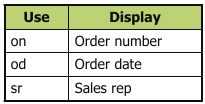 Use Display
on Order number
od Order date
sr Sales rep